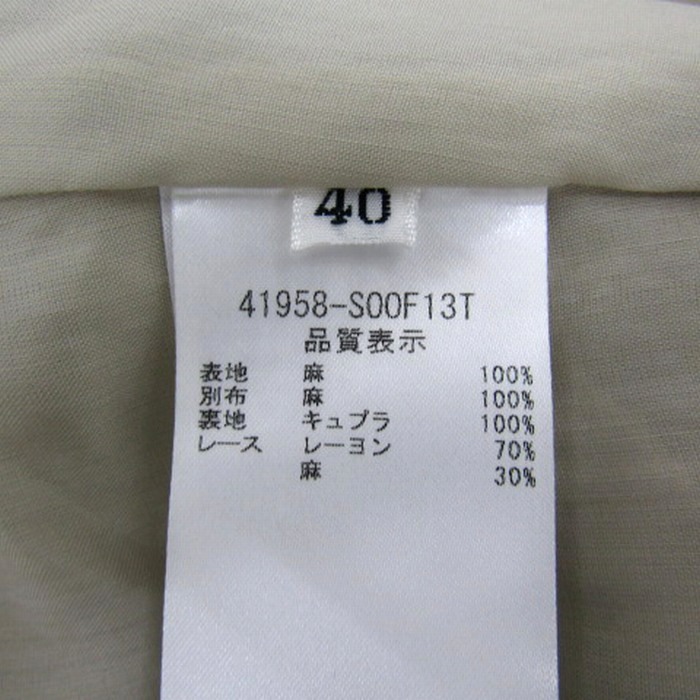 40
41958-S00F13T
品質表示
表地 麻 100%
別布 麻 100%
裏地 キュプラ 100%
レース レーヨン 70%
麻 30%